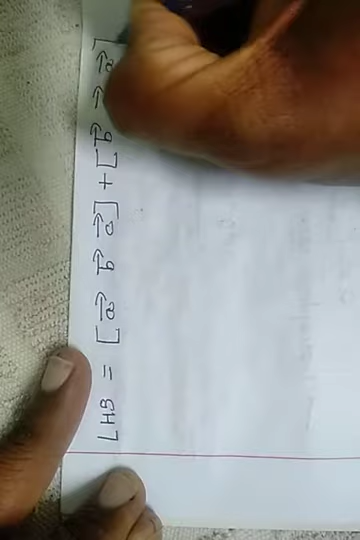 LHS = [a⃗ b⃗ a⃗] + [b⃗ a⃗]